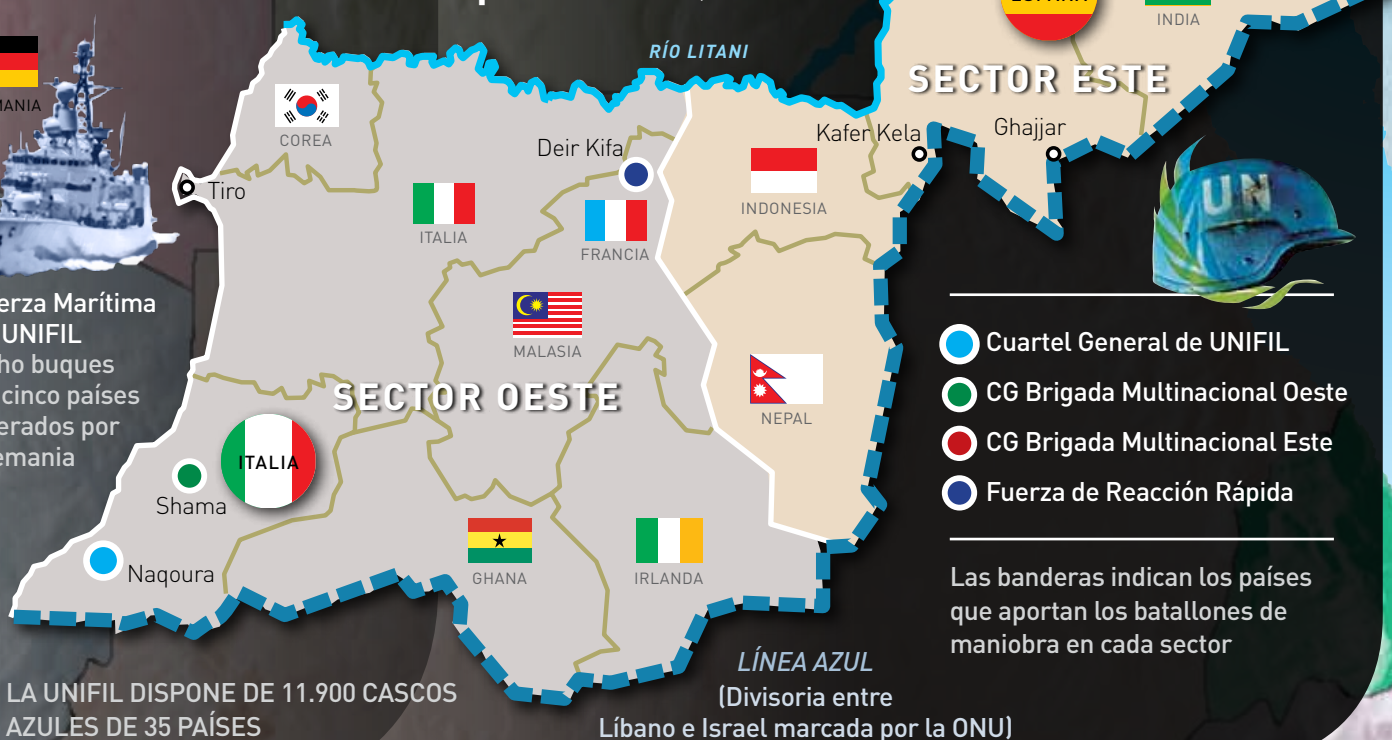 ESPAÑA
INDIA
RÍO LITANI
SECTOR ESTE
MANIA
COREA
Deir Kifa
Kafer Kela
Ghajjar
Tiro
ITALIA
FRANCIA
INDONESIA
UN
MALASIA
NEPAL
SECTOR OESTE
ITALIA
Shama
Naqoura
GHANA
IRLANDA
erza Marítima
UNIFIL
ho buques
cinco países
erados por
emania
Cuartel General de UNIFIL
CG Brigada Multinacional Oeste
CG Brigada Multinacional Este
Fuerza de Reacción Rápida
Las banderas indican los países
que aportan los batallones de
maniobra en cada sector
LÍNEA AZUL
(Divisoria entre
Líbano e Israel marcada por la ONU)
LA UNIFIL DISPONE DE 11.900 CASCOS
AZULES DE 35 PAÍSES